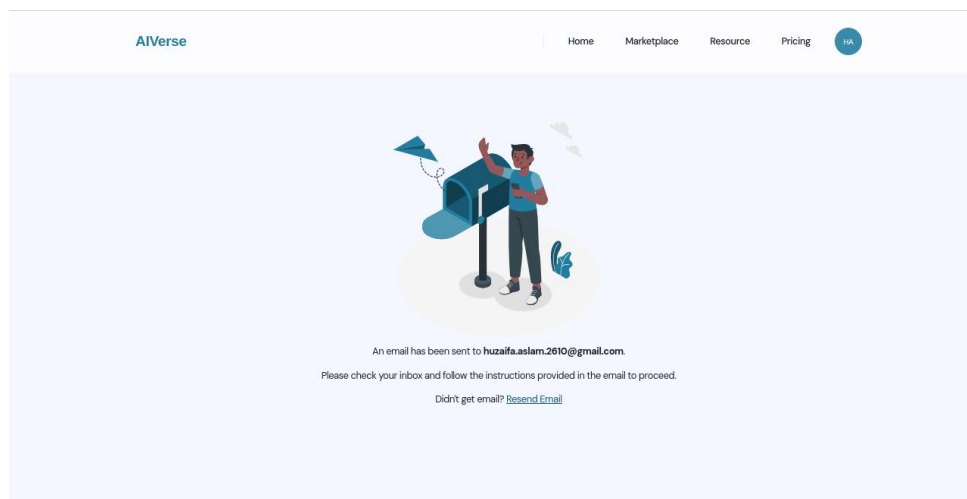 AIVerse
Home Marketplace Resource Pricing HA
An email has been sent to huzaifa.aslam.2610@gmail.com.
Please check your inbox and follow the instructions provided in the email to proceed.
Didn't get email? Resend Email